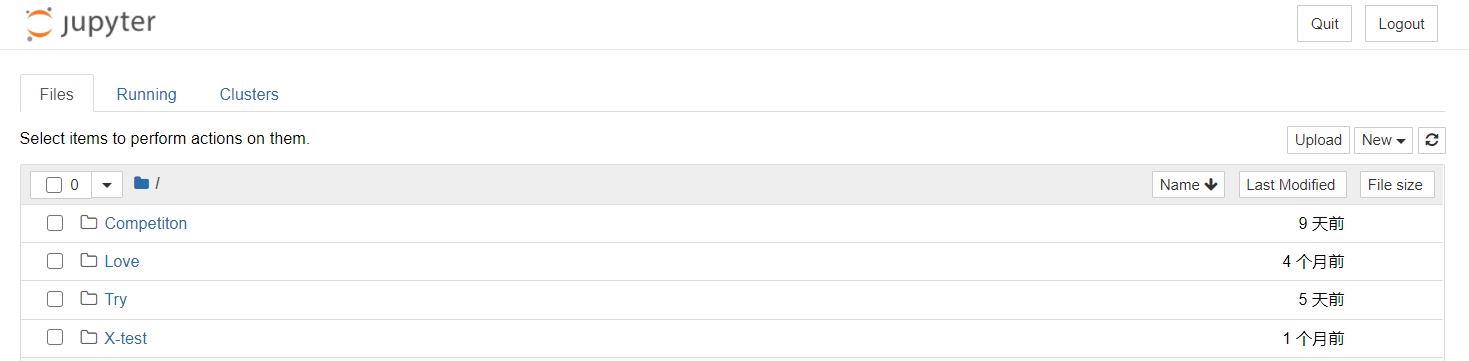 jupyter Quit Logout
Files Running Clusters
Select items to perform actions on them. Upload New
0 / Name Last Modified File size
Competiton 9 天前
Love 4 个月前
Try 5 天前
X-test 1 个月前